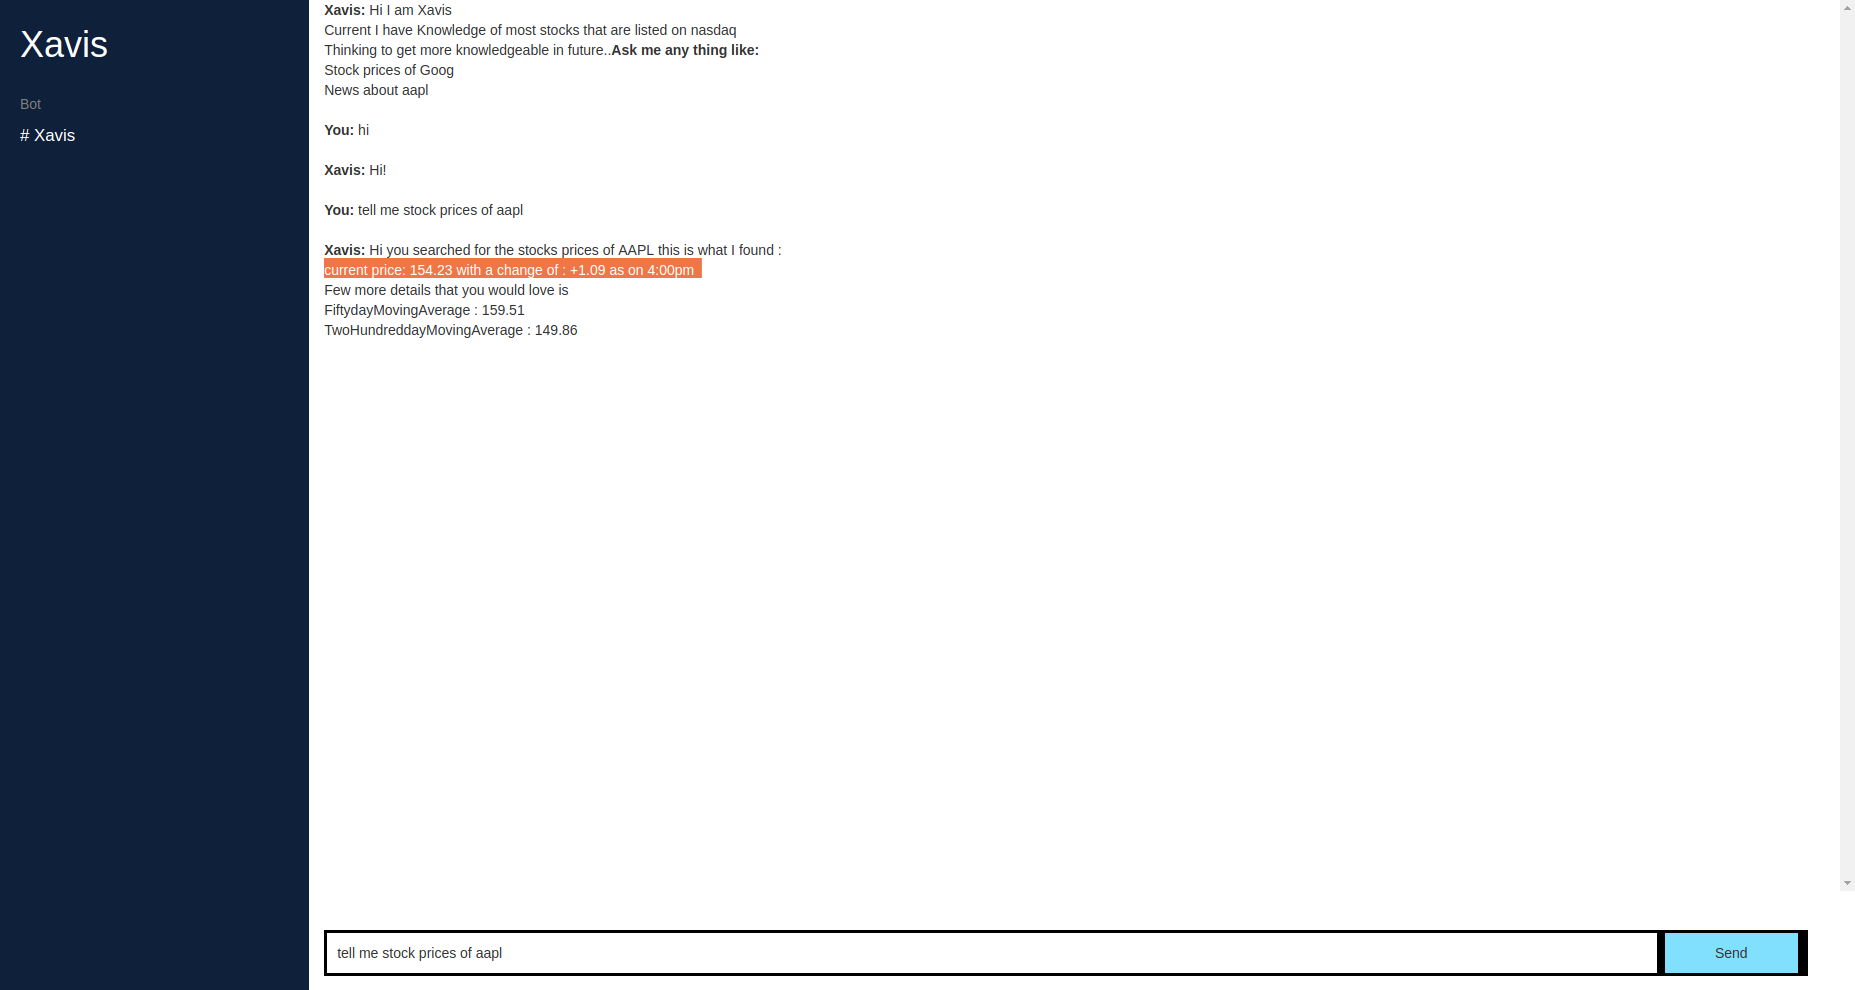 Xavis
Bot
# Xavis
Xavis: Hi I am Xavis
Current I have Knowledge of most stocks that are listed on nasdaq
Thinking to get more knowledgeable in future..Ask me any thing like:
Stock prices of Goog
News about aapl
You: hi
Xavis: Hi!
You: tell me stock prices of aapl
Xavis: Hi you searched for the stocks prices of AAPL this is what I found :
current price: 154.23 with a change of : +1.09 as on 4:00pm
Few more details that you would love is
FiftydayMovingAverage : 159.51
TwoHundreddayMovingAverage : 149.86
tell me stock prices of aapl
Send